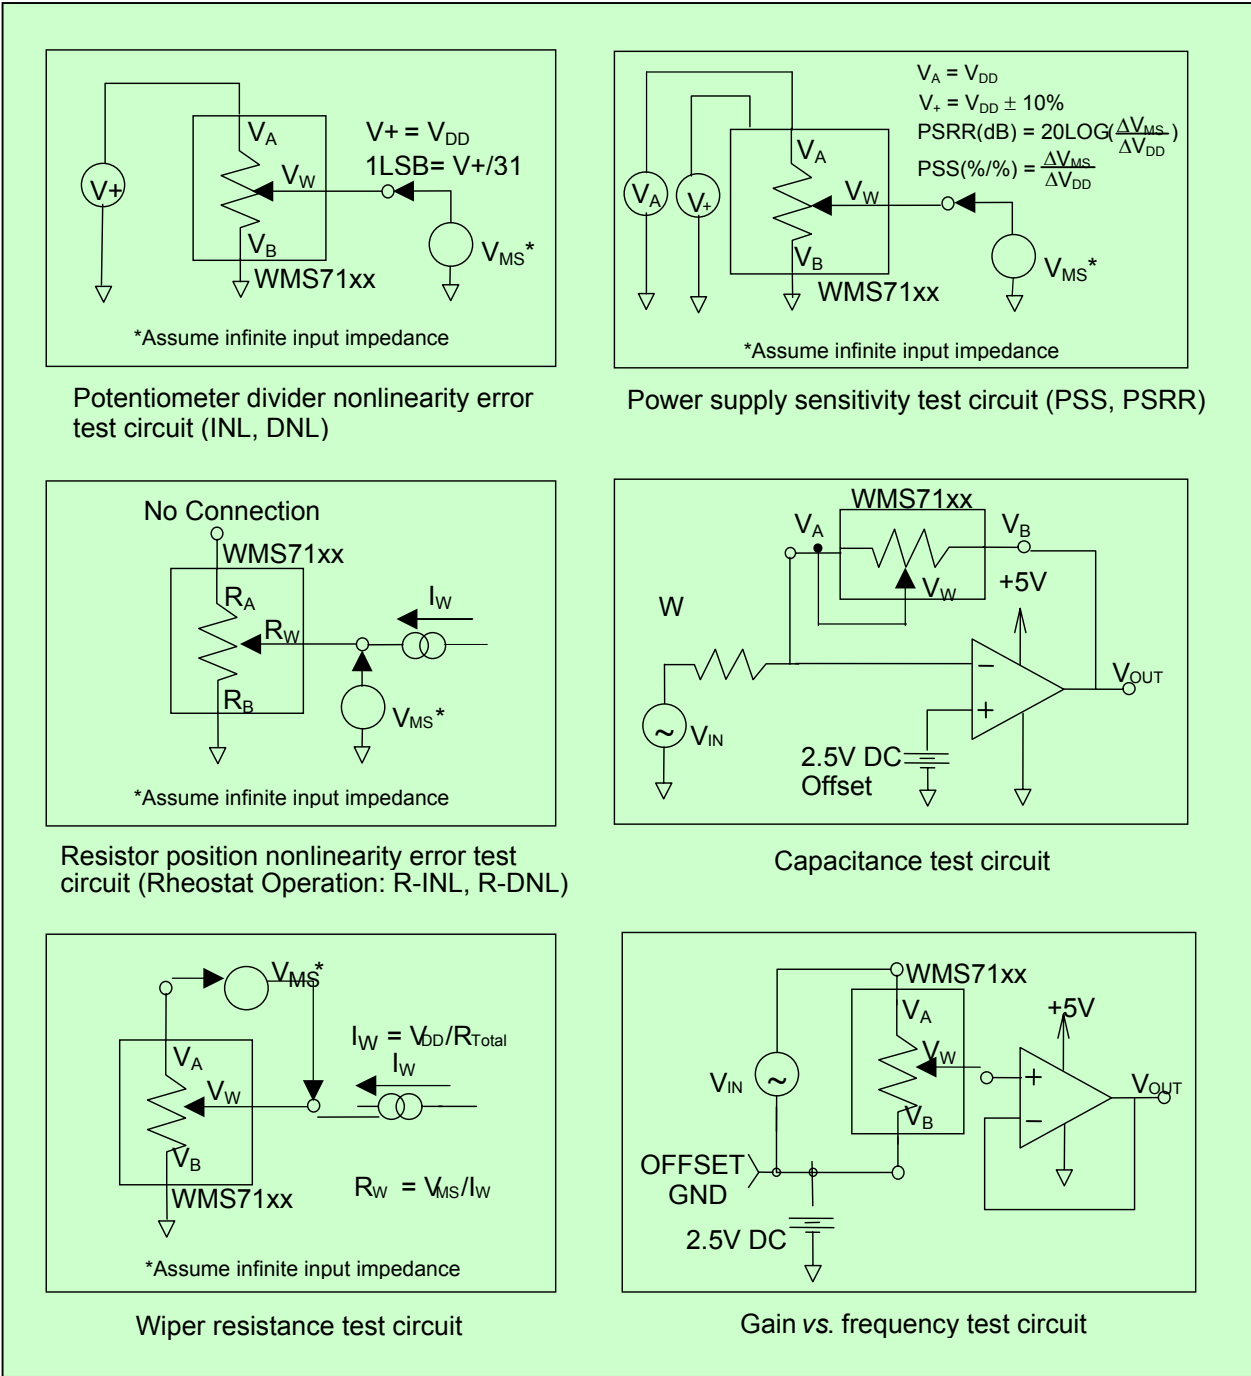 V+
VA
VW
VB
WMS71xx
V+ = VDD
1LSB= V+/31
VMS*
*Assume infinite input impedance
Potentiometer divider nonlinearity error
test circuit (INL, DNL)
VA = VDD
V+ = VDD ± 10%
PSRR(dB) = 20LOG(ΔVMS/ΔVDD)
PSS(%/%) = ΔVMS/ΔVDD
VA
V+
VA
VW
VB
WMS71xx
VMS*
*Assume infinite input impedance
Power supply sensitivity test circuit (PSS, PSRR)
No Connection
WMS71xx
RA
RW
RB
IW
VMS*
*Assume infinite input impedance
Resistor position nonlinearity error test
circuit (Rheostat Operation: R-INL, R-DNL)
WMS71xx
VA
VB
VW
+5V
W
~
VIN
−
+
VOUT
2.5V DC
Offset
Capacitance test circuit
VMS*
VA
VW
VB
WMS71xx
IW = VDD/RTotal
IW
RW = VMS/IW
*Assume infinite input impedance
Wiper resistance test circuit
WMS71xx
VA
VW
VB
+5V
VIN
~
+
−
VOUT
OFFSET
GND
2.5V DC
Gain vs. frequency test circuit